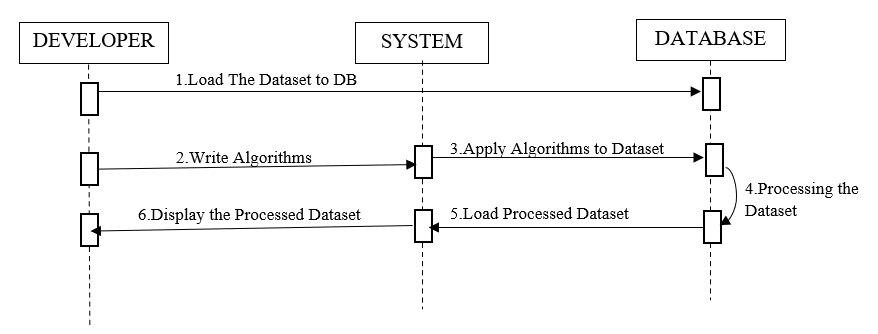 DEVELOPER
SYSTEM
DATABASE
1.Load The Dataset to DB
2.Write Algorithms
3.Apply Algorithms to Dataset
4.Processing the
Dataset
5.Load Processed Dataset
6.Display the Processed Dataset